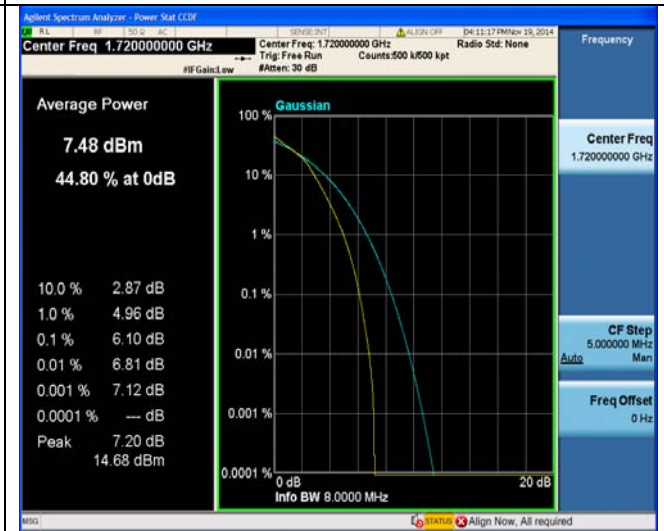 Agilent Spectrum Analyzer - Power Stat CCDF
RL RF 50 Ω AC SENSE:INT ALIGN OFF 04:11:17 PM Nov 19, 2014
Center Freq 1.720000000 GHz
Center Freq: 1.720000000 GHz Radio Std: None
Trig: Free Run Counts:500 k/500 kpt
#IFGain:Low #Atten: 30 dB
Frequency
Average Power
7.48 dBm
44.80 % at 0dB
10.0 % 2.87 dB
1.0 % 4.96 dB
0.1 % 6.10 dB
0.01 % 6.81 dB
0.001 % 7.12 dB
0.0001 % --- dB
Peak 7.20 dB
14.68 dBm
Gaussian
100 %
10 %
1 %
0.1 %
0.01 %
0.001 %
0.0001 %
0 dB 20 dB
Info BW 8.0000 MHz
Center Freq
1.720000000 GHz
CF Step
5.000000 MHz
Auto Man
Freq Offset
0 Hz
MSG STATUS Align Now, All required